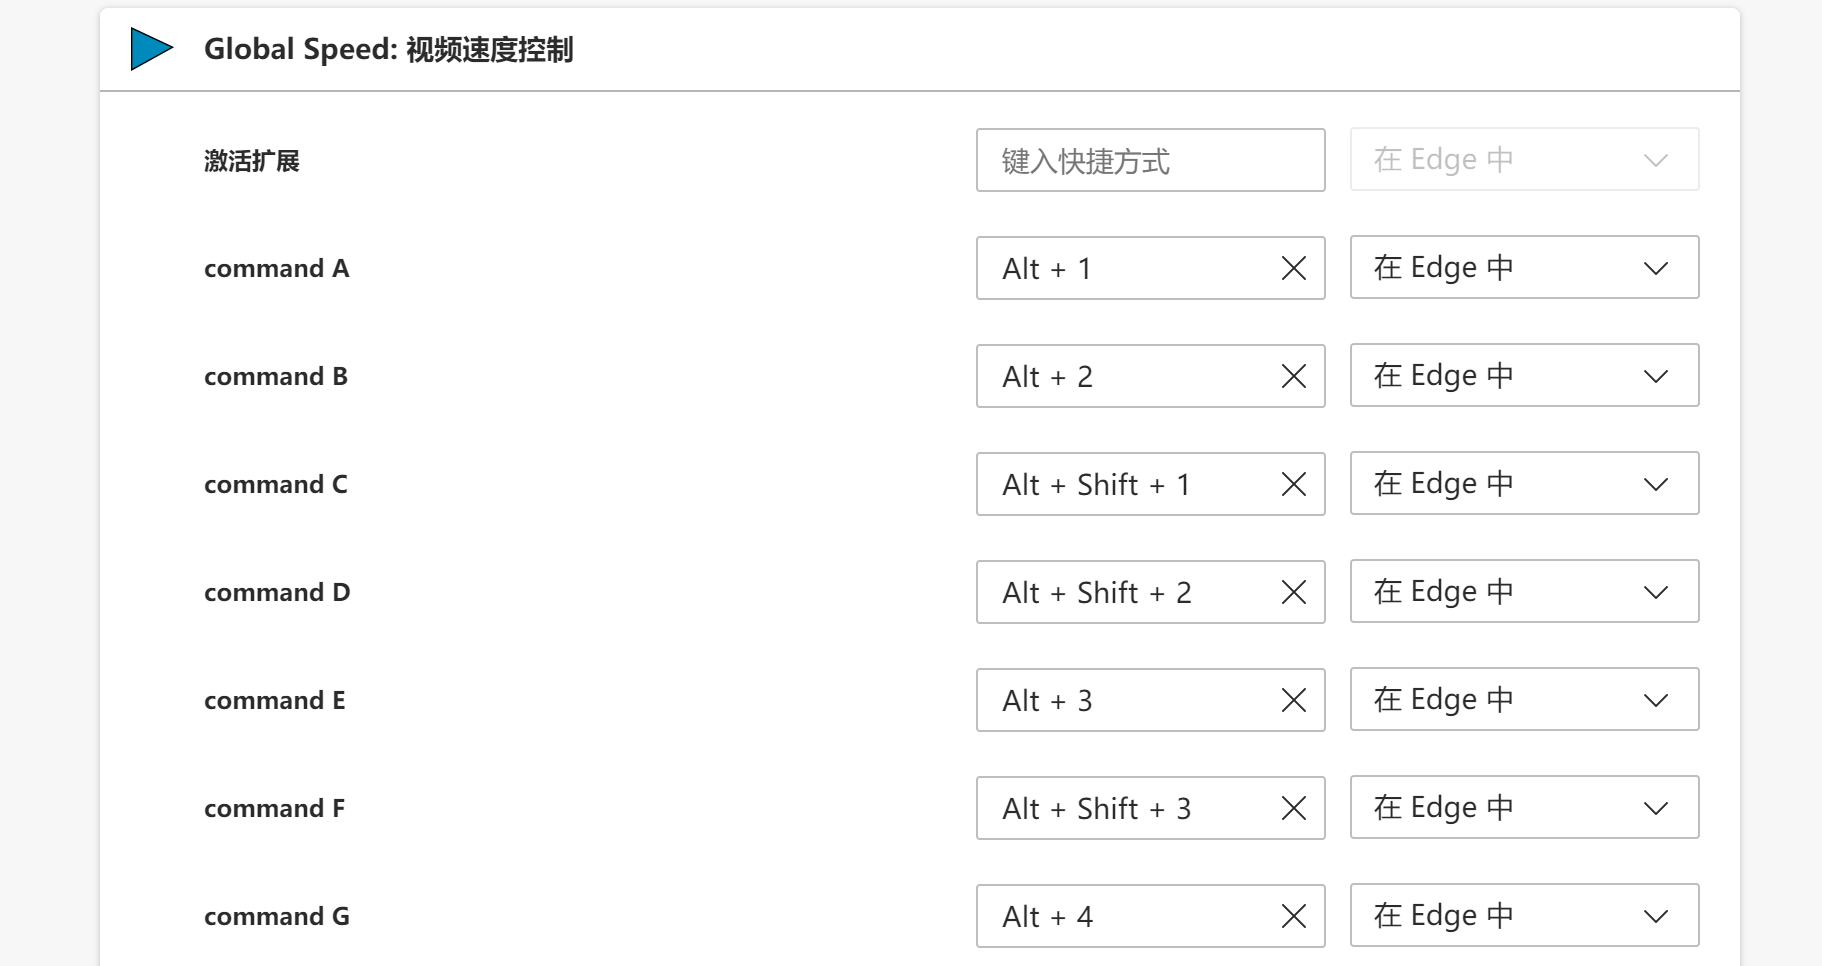 Global Speed: 视频速度控制
激活扩展 键入快捷方式 在 Edge 中
command A Alt + 1 在 Edge 中
command B Alt + 2 在 Edge 中
command C Alt + Shift + 1 在 Edge 中
command D Alt + Shift + 2 在 Edge 中
command E Alt + 3 在 Edge 中
command F Alt + Shift + 3 在 Edge 中
command G Alt + 4 在 Edge 中